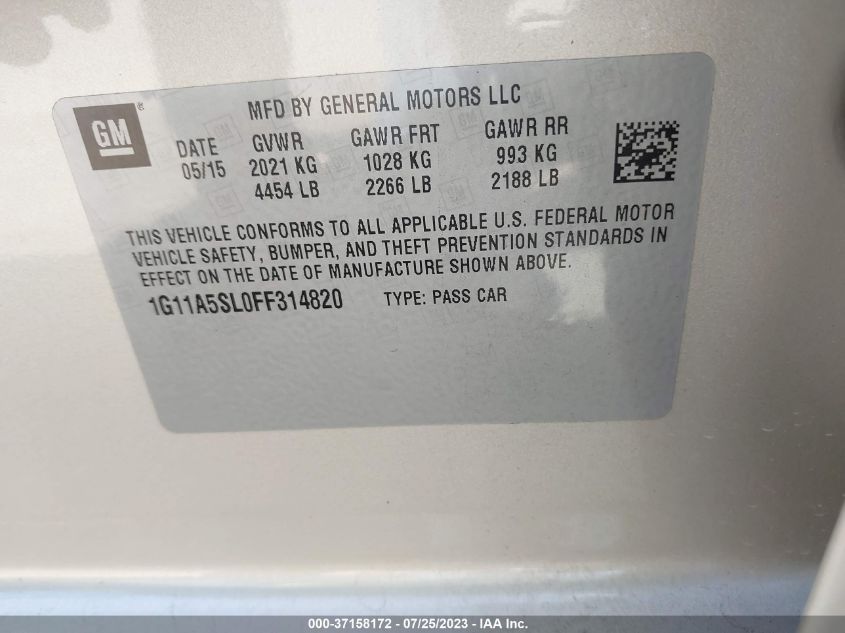 GM ®
MFD BY GENERAL MOTORS LLC
DATE GVWR GAWR FRT GAWR RR
05/15 2021 KG 1028 KG 993 KG
4454 LB 2266 LB 2188 LB
THIS VEHICLE CONFORMS TO ALL APPLICABLE U.S. FEDERAL MOTOR
VEHICLE SAFETY, BUMPER, AND THEFT PREVENTION STANDARDS IN
EFFECT ON THE DATE OF MANUFACTURE SHOWN ABOVE.
1G11A5SL0FF314820 TYPE: PASS CAR
000-37158172 - 07/25/2023 - IAA Inc.